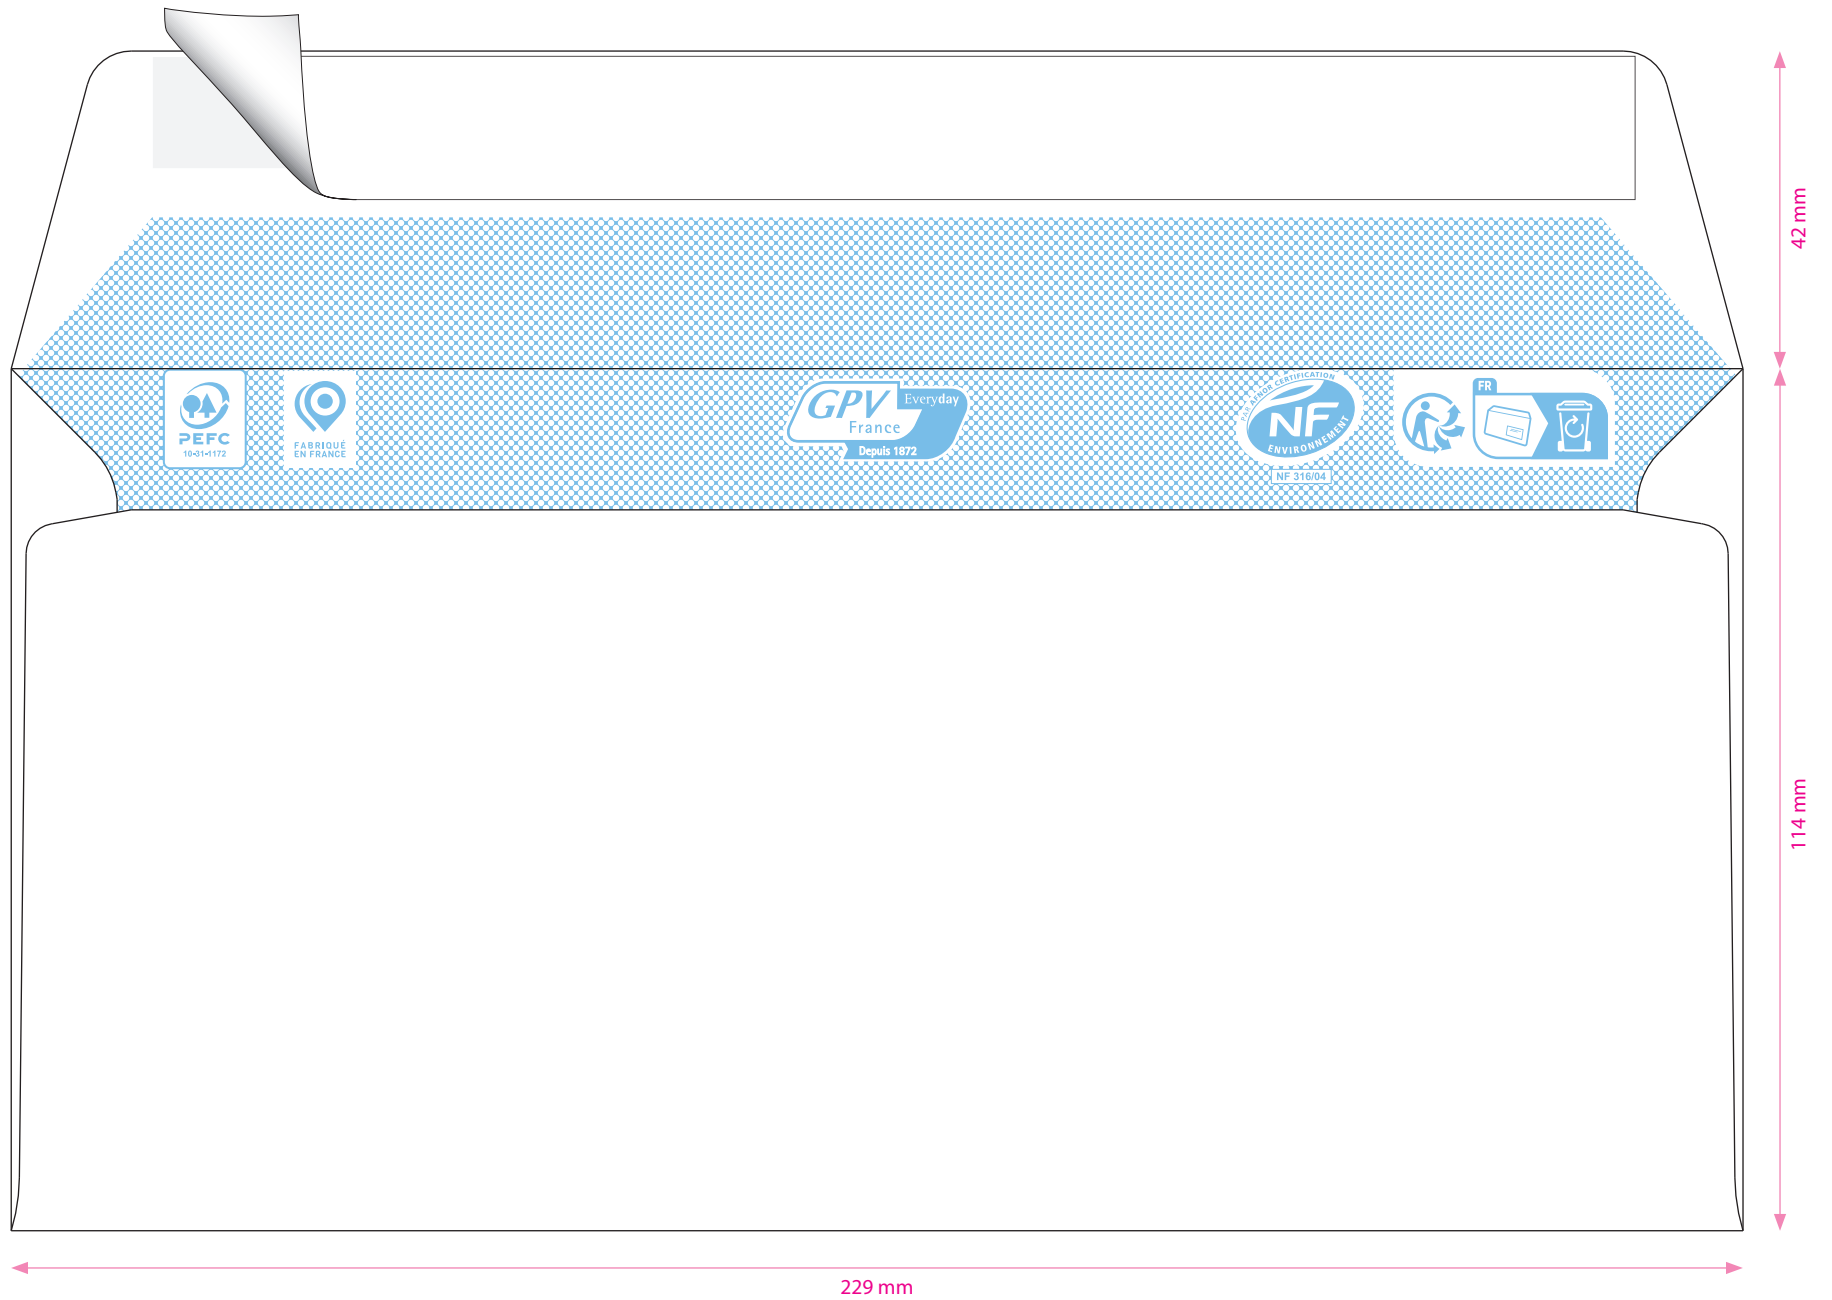 42 mm
PEFC
10-31-1172
FABRIQUÉ
EN FRANCE
GPV
France
Everyday
Depuis 1872
PAR AFNOR CERTIFICATION
NF
ENVIRONNEMENT
NF 316/04
FR
114 mm
229 mm